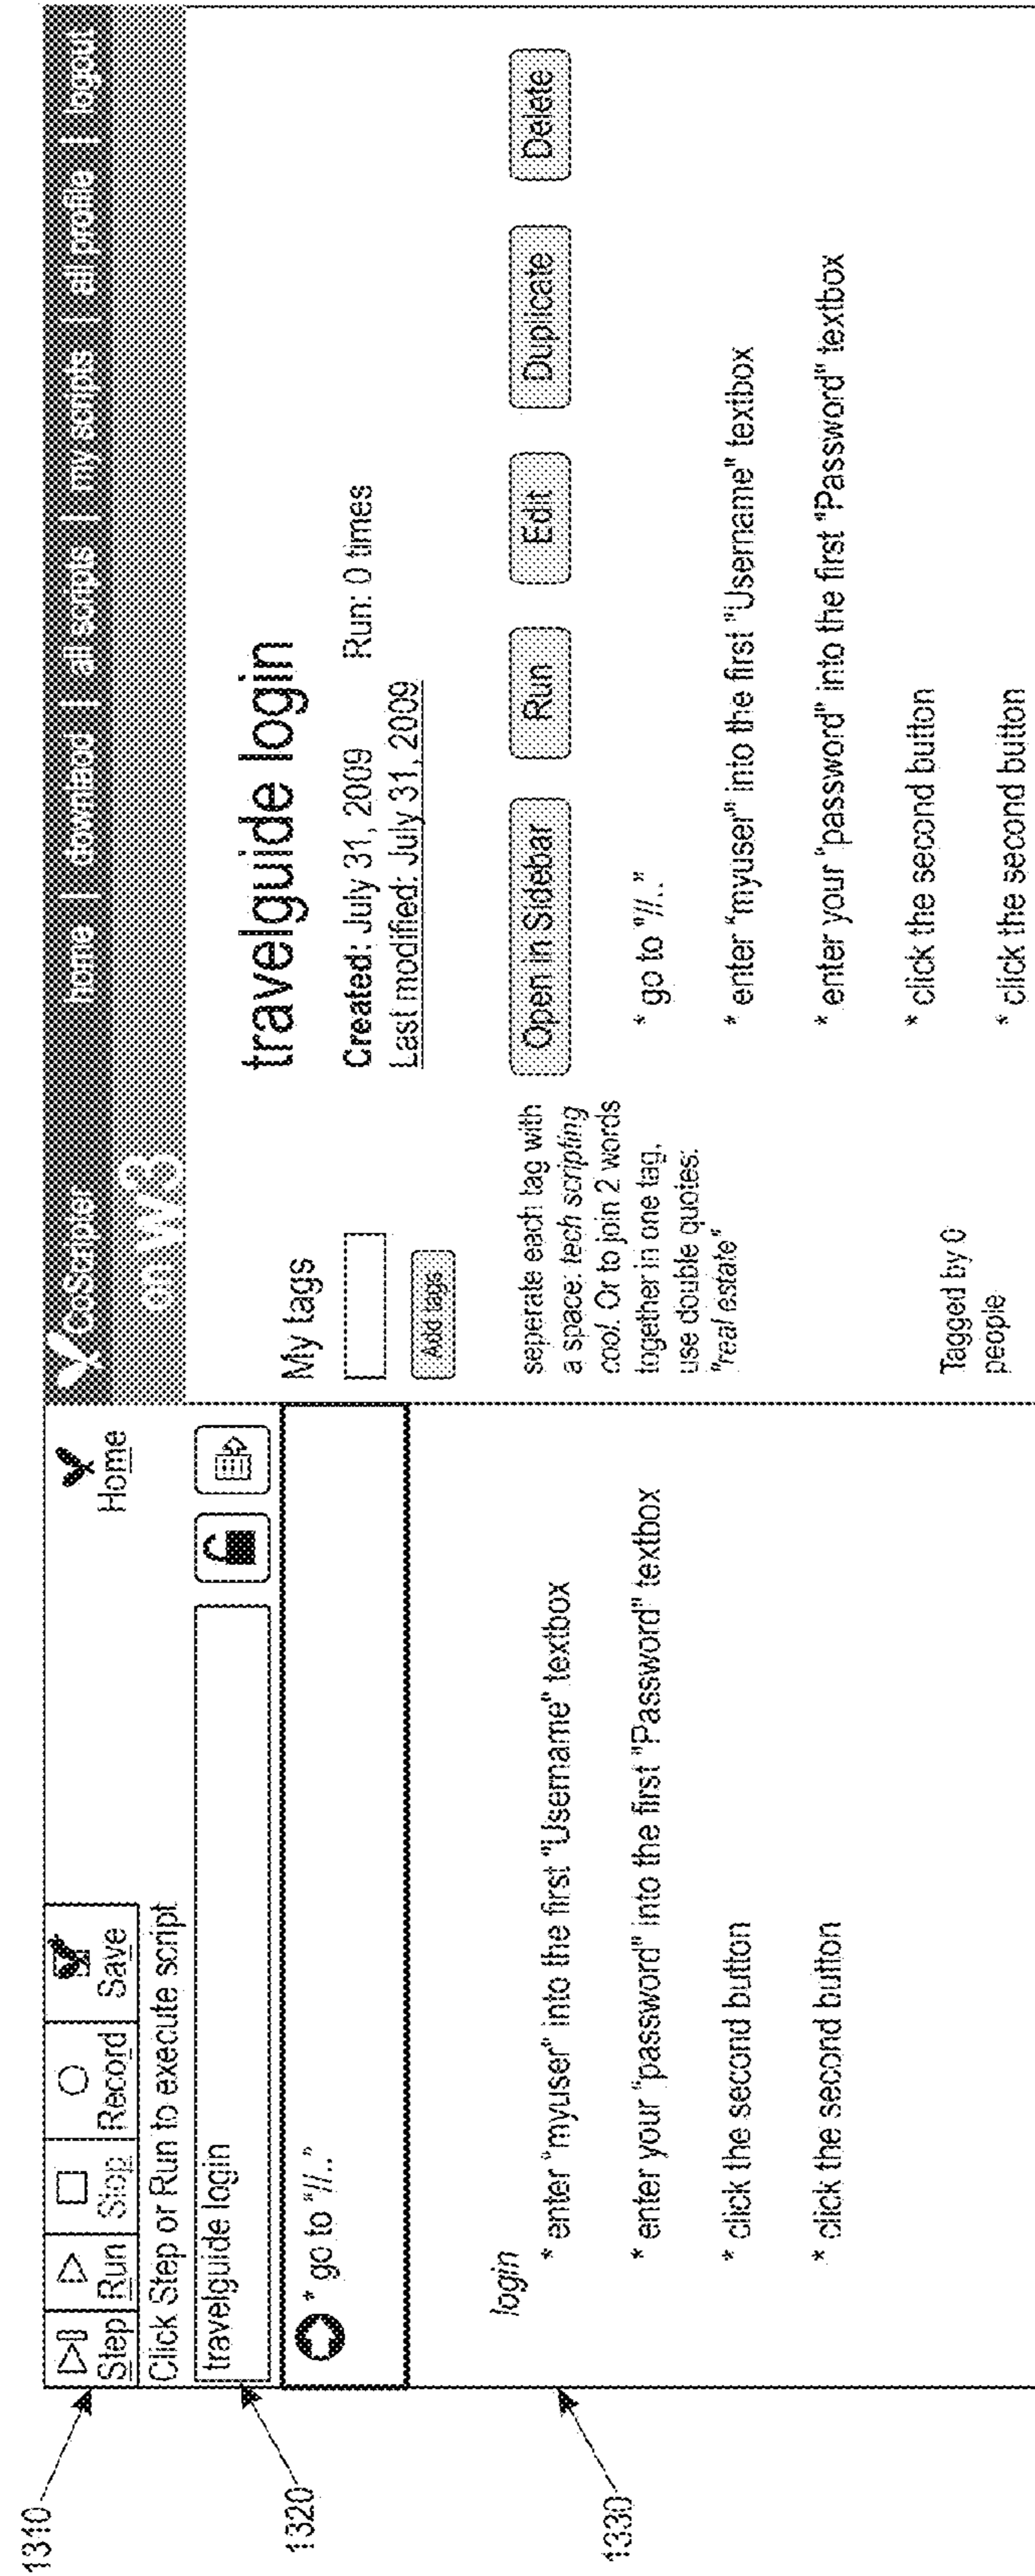 1310
1320
1330
Step Run Stop Record Save
Home
Click Step or Run to execute script
travelguide login
* go to "//.."
login
* enter "myuser" into the first "Username" textbox
* enter your "password" into the first "Password" textbox
* click the second button
* click the second button
CoScripter home | downlaod | all scripts | my scripts | all profile | logout
on w3
My tags
Add tags
seperate each tag with
a space: tech scripting
cool. Or to join 2 words
together in one tag,
use double quotes:
"real estate"
Tagged by 0
people
travelguide login
Created: July 31, 2009 Run: 0 times
Last modified: July 31, 2009
Open in Sidebar Run Edit Duplicate Delete
* go to "//.."
* enter "myuser" into the first "Username" textbox
* enter your "password" into the first "Password" textbox
* click the second button
* click the second button